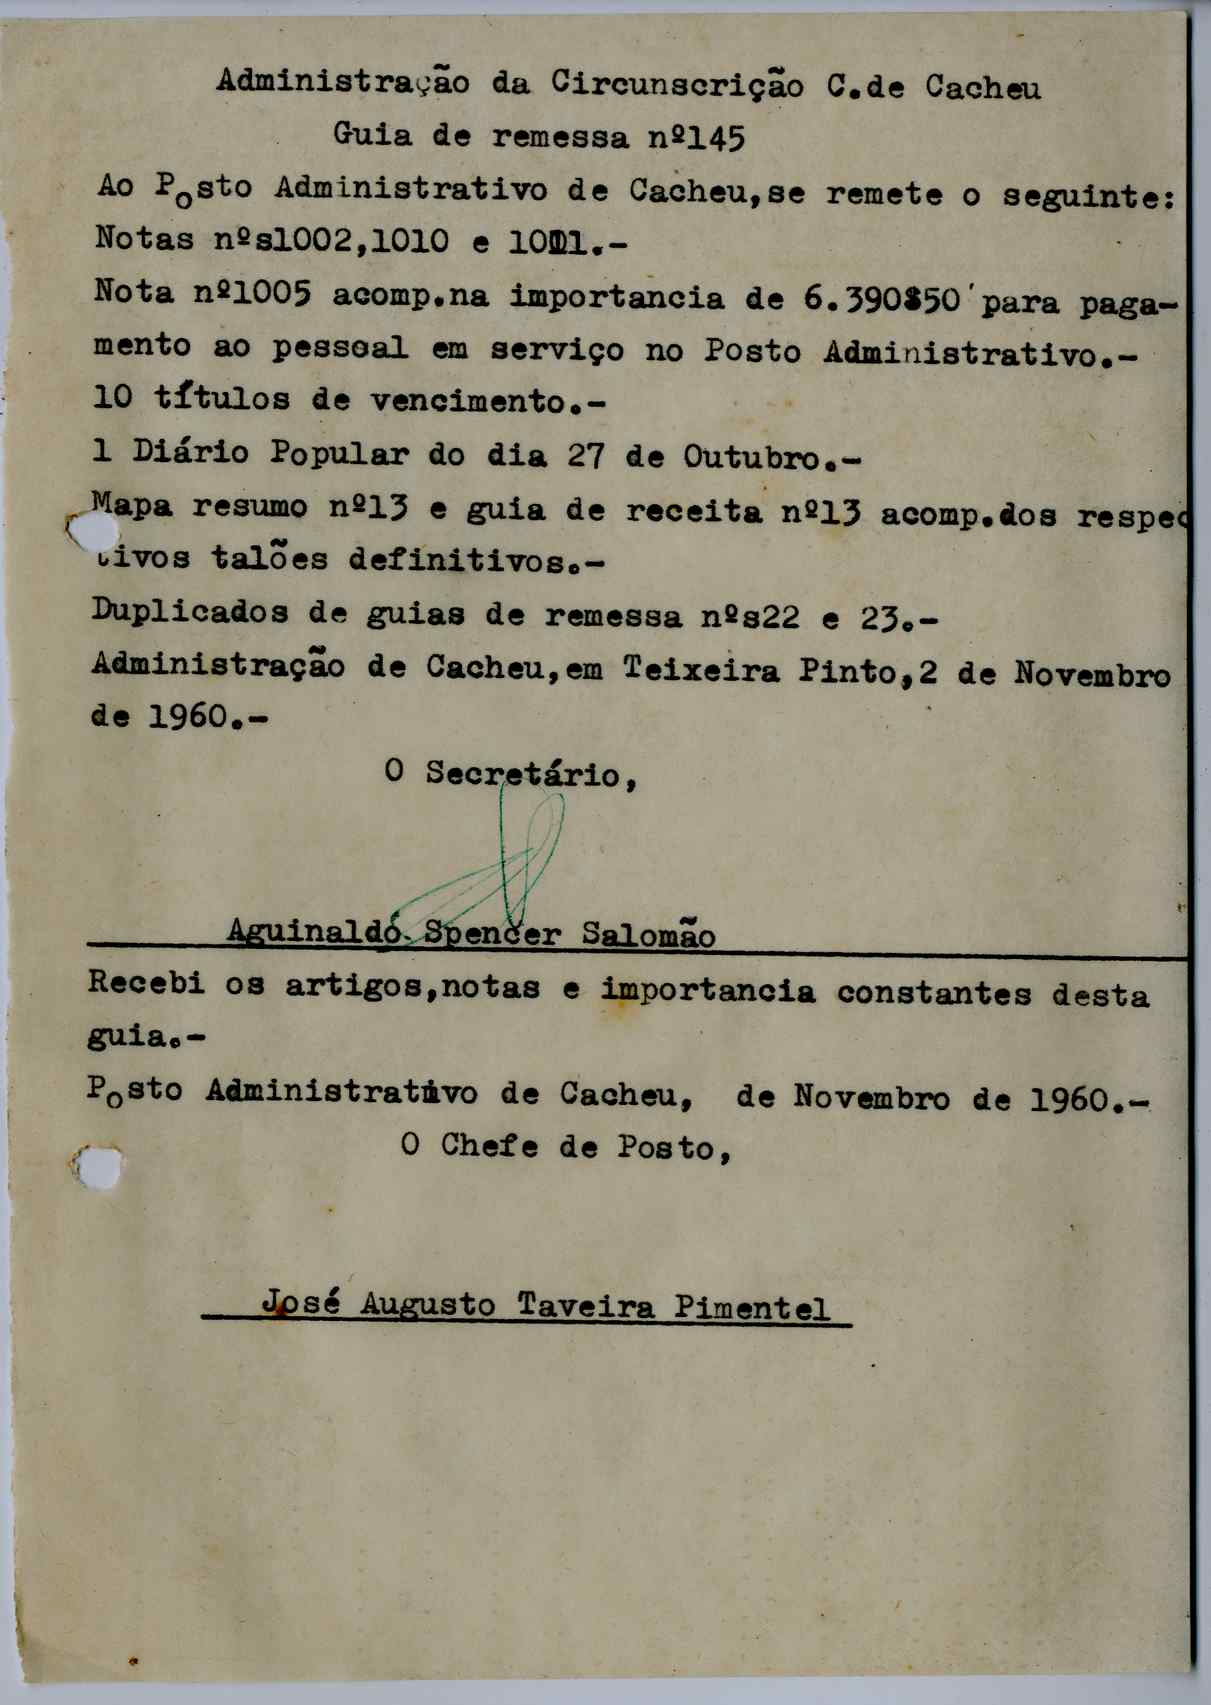 Administração da Circunscrição C.de Cacheu
Guia de remessa nº145
Ao Posto Administrativo de Cacheu,se remete o seguinte:
Notas nºs1002,1010 e 1011.-
Nota nº1005 acomp.na importancia de 6.390$50 para paga-
mento ao pessoal em serviço no Posto Administrativo.-
10 títulos de vencimento.-
1 Diário Popular do dia 27 de Outubro.-
Mapa resumo nº13 e guia de receita nº13 acomp.dos respec
tivos talões definitivos.-
Duplicados de guias de remessa nºs22 e 23.-
Administração de Cacheu,em Teixeira Pinto,2 de Novembro
de 1960.-
O Secretário,
Aguinaldo Spencer Salomão
Recebi os artigos,notas e importancia constantes desta
guia.-
Posto Administrativo de Cacheu, de Novembro de 1960.-
O Chefe de Posto,
José Augusto Taveira Pimentel